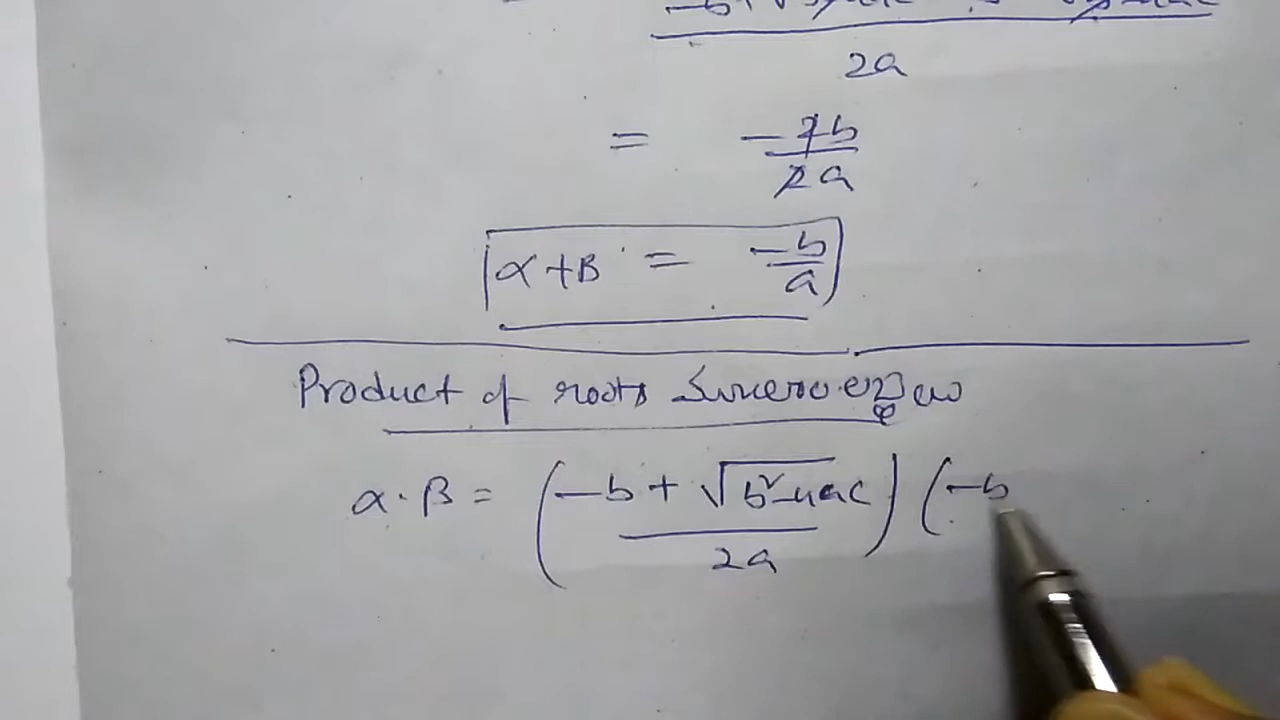 2a
= -2b/2a
α+β = -b/a
Product of roots
α·β = (-b + √b²-4ac / 2a) (-b